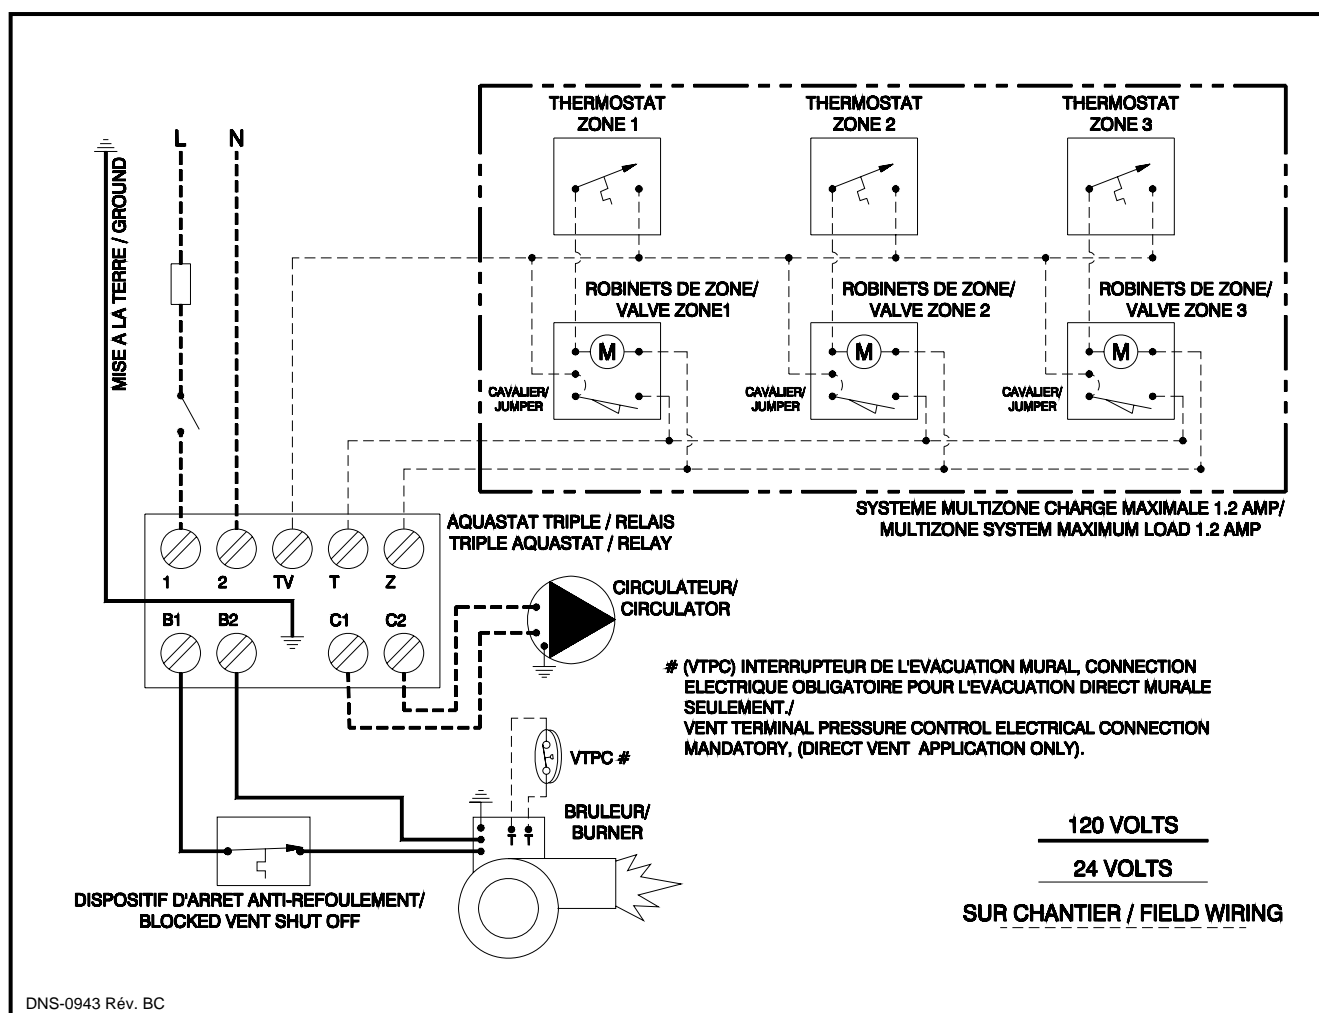 THERMOSTAT
ZONE 1
THERMOSTAT
ZONE 2
THERMOSTAT
ZONE 3
L
N
MISE A LA TERRE / GROUND
ROBINETS DE ZONE/
VALVE ZONE1
ROBINETS DE ZONE/
VALVE ZONE 2
ROBINETS DE ZONE/
VALVE ZONE 3
M
M
M
CAVALIER/
JUMPER
CAVALIER/
JUMPER
CAVALIER/
JUMPER
SYSTEME MULTIZONE CHARGE MAXIMALE 1.2 AMP/
MULTIZONE SYSTEM MAXIMUM LOAD 1.2 AMP
AQUASTAT TRIPLE / RELAIS
TRIPLE AQUASTAT / RELAY
1
2
TV
T
Z
B1
B2
C1
C2
CIRCULATEUR/
CIRCULATOR
# (VTPC) INTERRUPTEUR DE L'EVACUATION MURAL, CONNECTION
ELECTRIQUE OBLIGATOIRE POUR L'EVACUATION DIRECT MURALE
SEULEMENT./
VENT TERMINAL PRESSURE CONTROL ELECTRICAL CONNECTION
MANDATORY, (DIRECT VENT APPLICATION ONLY).
VTPC #
BRULEUR/
BURNER
T T
DISPOSITIF D'ARRET ANTI-REFOULEMENT/
BLOCKED VENT SHUT OFF
120 VOLTS
24 VOLTS
SUR CHANTIER / FIELD WIRING
DNS-0943 Rév. BC